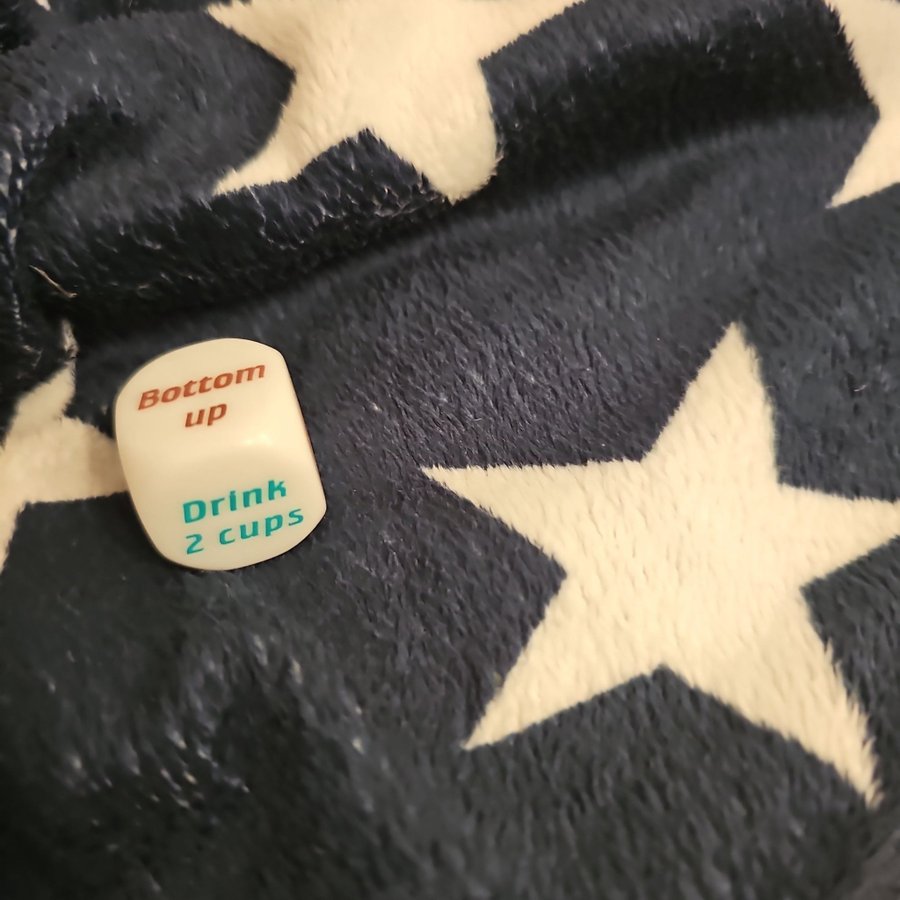 Bottom
up
Drink
2 cups